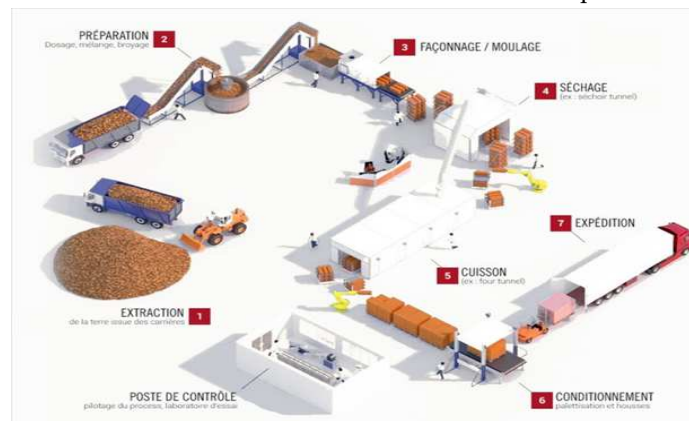 PRÉPARATION 2
Dosage, mélange, broyage
3 FAÇONNAGE / MOULAGE
4 SÉCHAGE
(ex : séchoir tunnel)
7 EXPÉDITION
5 CUISSON
(ex : four tunnel)
EXTRACTION 1
de la terre issue des carrières
POSTE DE CONTRÔLE
pilotage du process, laboratoire d'essai
6 CONDITIONNEMENT
palettisation et housses